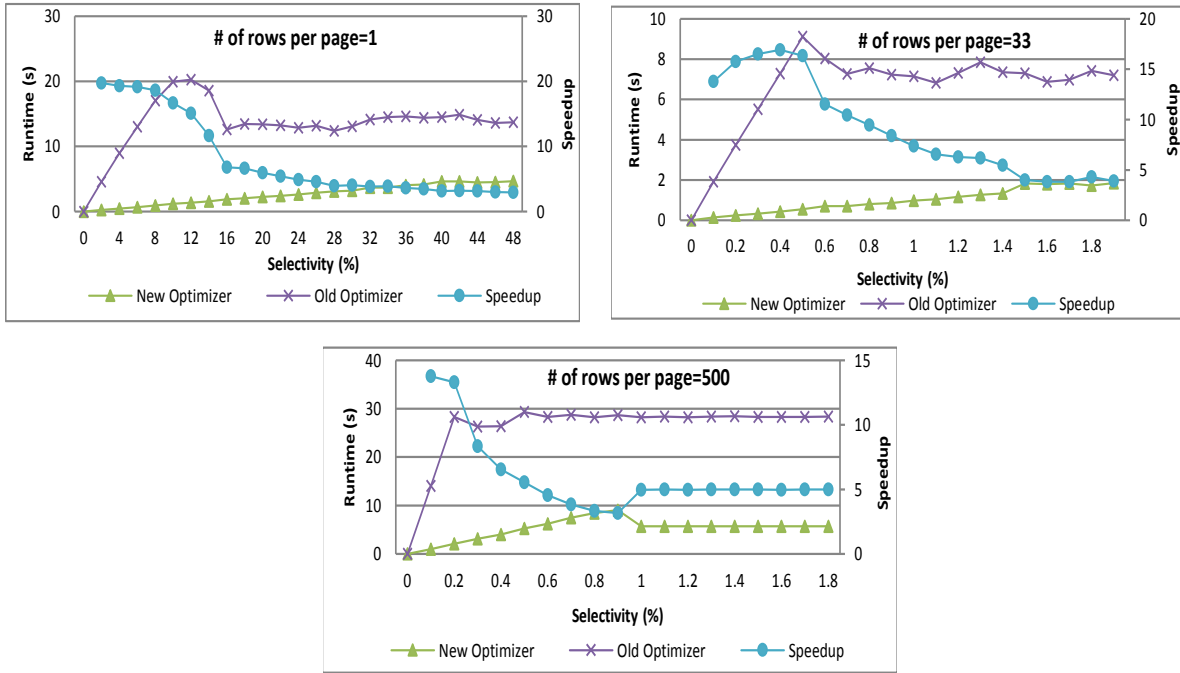 # of rows per page=1
Runtime (s)
30
20
10
0
30
20
10
0
Speedup
0 4 8 12 16 20 24 28 32 36 40 44 48
Selectivity (%)
New Optimizer Old Optimizer Speedup
# of rows per page=33
Runtime (s)
10
8
6
4
2
0
20
15
10
5
0
Speedup
0 0.2 0.4 0.6 0.8 1 1.2 1.4 1.6 1.8
Selectivity (%)
New Optimizer Old Optimizer Speedup
# of rows per page=500
Runtime (s)
40
30
20
10
0
15
10
5
0
Speedup
0 0.2 0.4 0.6 0.8 1 1.2 1.4 1.6 1.8
Selectivity (%)
New Optimizer Old Optimizer Speedup